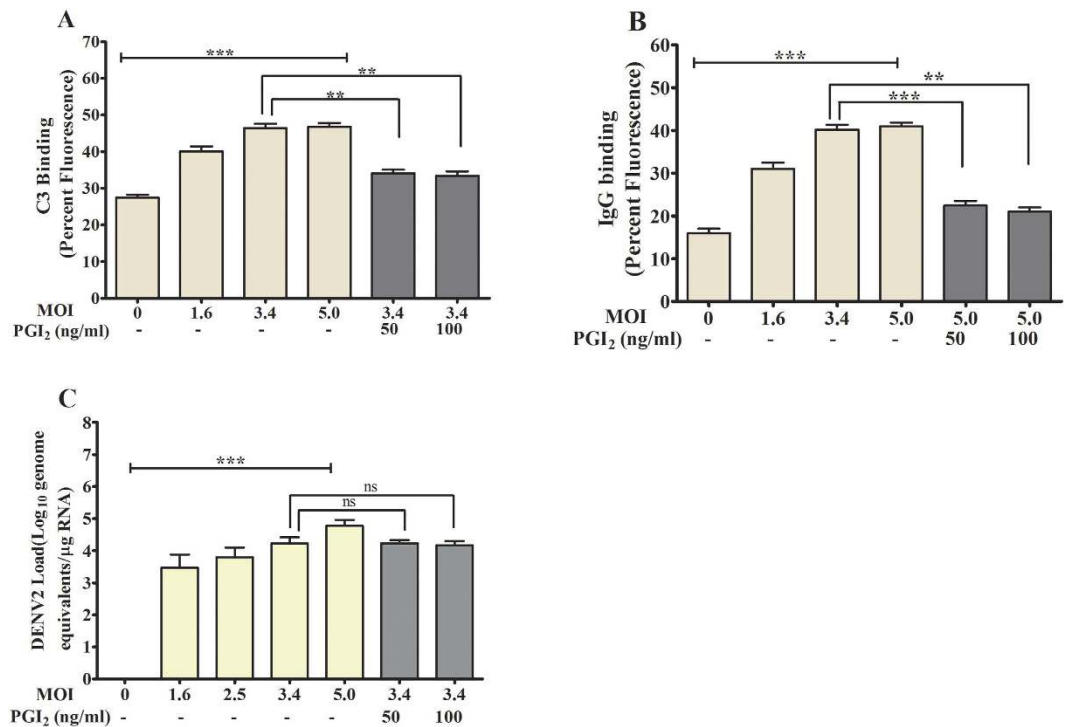 A
C3 Binding
(Percent Fluorescence)
70
60
50
40
30
20
10
0
***
**
**
MOI 0 1.6 3.4 5.0 3.4 3.4
PGI₂ (ng/ml) - - - - 50 100
B
IgG binding
(Percent Fluorescence)
60
50
40
30
20
10
0
***
**
***
MOI 0 1.6 3.4 5.0 5.0 5.0
PGI₂ (ng/ml) - - - - 50 100
C
DENV2 Load(Log₁₀ genome
equivalents/µg RNA)
8
7
6
5
4
3
2
1
0
***
ns
ns
MOI 0 1.6 2.5 3.4 5.0 3.4 3.4
PGI₂ (ng/ml) - - - - - 50 100